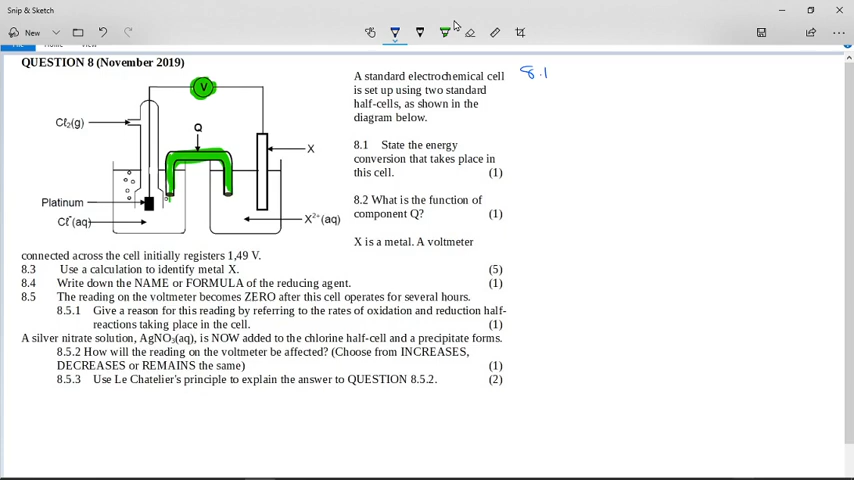 Snip & Sketch
New
QUESTION 8 (November 2019)
8.1
A standard electrochemical cell
is set up using two standard
half-cells, as shown in the
diagram below.
V
Cℓ₂(g)
Q
X
Platinum
Cℓ⁻(aq)
X²⁺(aq)
8.1 State the energy
conversion that takes place in
this cell. (1)
8.2 What is the function of
component Q? (1)
X is a metal. A voltmeter
connected across the cell initially registers 1,49 V.
8.3 Use a calculation to identify metal X. (5)
8.4 Write down the NAME or FORMULA of the reducing agent. (1)
8.5 The reading on the voltmeter becomes ZERO after this cell operates for several hours.
8.5.1 Give a reason for this reading by referring to the rates of oxidation and reduction half-
reactions taking place in the cell. (1)
A silver nitrate solution, AgNO₃(aq), is NOW added to the chlorine half-cell and a precipitate forms.
8.5.2 How will the reading on the voltmeter be affected? (Choose from INCREASES,
DECREASES or REMAINS the same) (1)
8.5.3 Use Le Chatelier's principle to explain the answer to QUESTION 8.5.2. (2)